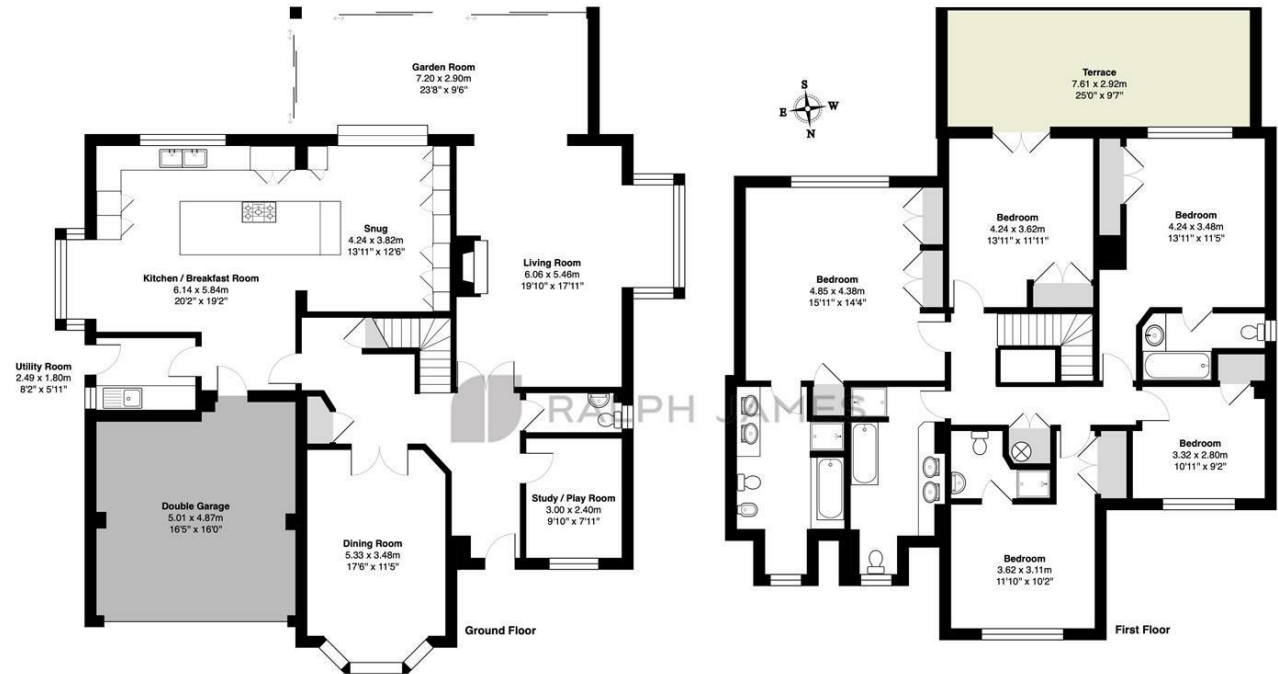 Garden Room
7.20 x 2.90m
23'8" x 9'6"
Snug
4.24 x 3.82m
13'11" x 12'6"
Kitchen / Breakfast Room
6.14 x 5.84m
20'2" x 19'2"
Living Room
6.06 x 5.46m
19'10" x 17'11"
Utility Room
2.49 x 1.80m
8'2" x 5'11"
Double Garage
5.01 x 4.87m
16'5" x 16'0"
Dining Room
5.33 x 3.48m
17'6" x 11'5"
Study / Play Room
3.00 x 2.40m
9'10" x 7'11"
Ground Floor
RALPH JAMES
S
E W
N
Terrace
7.61 x 2.92m
25'0" x 9'7"
Bedroom
4.24 x 3.62m
13'11" x 11'11"
Bedroom
4.24 x 3.48m
13'11" x 11'5"
Bedroom
4.85 x 4.38m
15'11" x 14'4"
Bedroom
3.32 x 2.80m
10'11" x 9'2"
Bedroom
3.62 x 3.11m
11'10" x 10'2"
First Floor